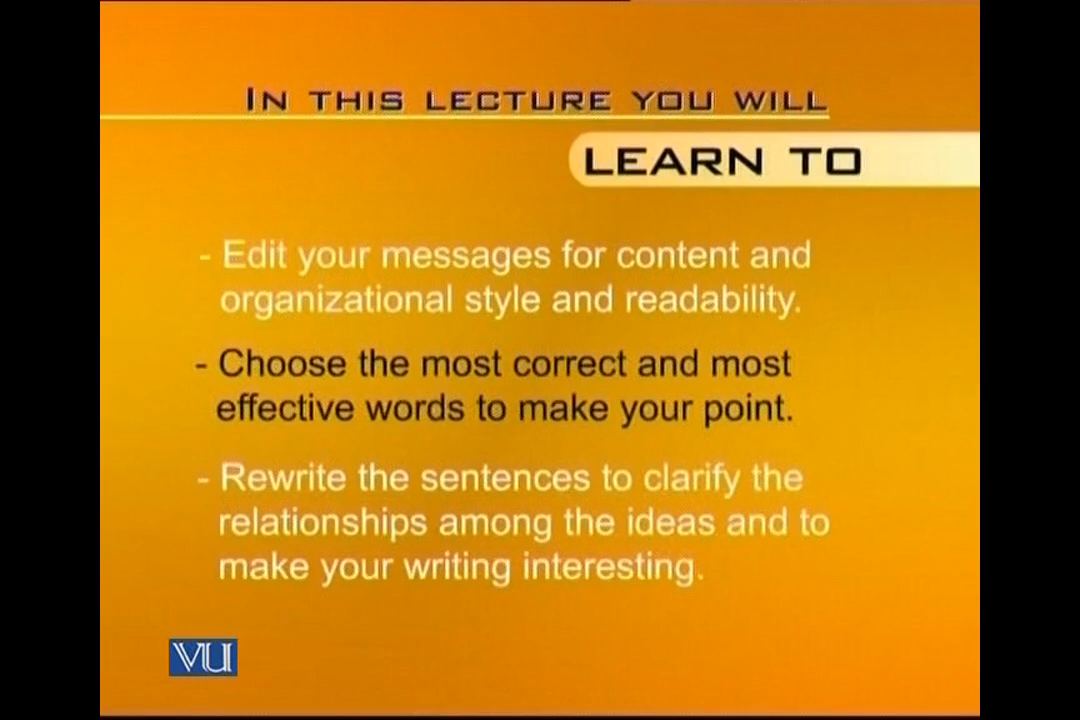 IN THIS LECTURE YOU WILL
LEARN TO
- Edit your messages for content and
organizational style and readability.
- Choose the most correct and most
effective words to make your point.
- Rewrite the sentences to clarify the
relationships among the ideas and to
make your writing interesting.
VU